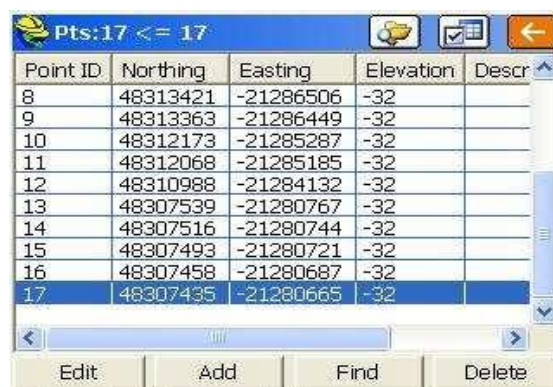 Pts:17 <= 17
Point ID Northing Easting Elevation Descr
8 48313421 -21286506 -32
9 48313363 -21286449 -32
10 48312173 -21285287 -32
11 48312068 -21285185 -32
12 48310988 -21284132 -32
13 48307539 -21280767 -32
14 48307516 -21280744 -32
15 48307493 -21280721 -32
16 48307458 -21280687 -32
17 48307435 -21280665 -32
Edit Add Find Delete